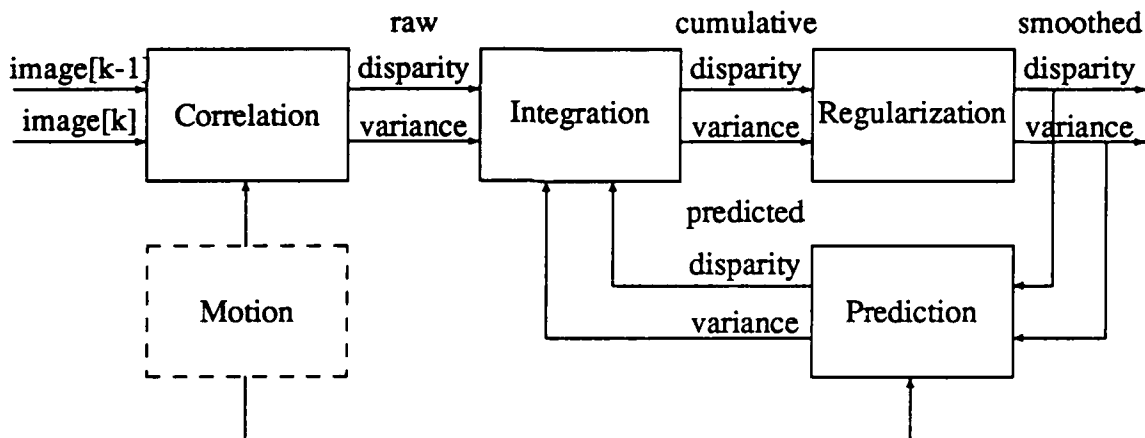 raw
cumulative
smoothed
image[k-1]
disparity
disparity
disparity
Correlation
Integration
Regularization
image[k]
variance
variance
variance
predicted
disparity
Motion
Prediction
variance